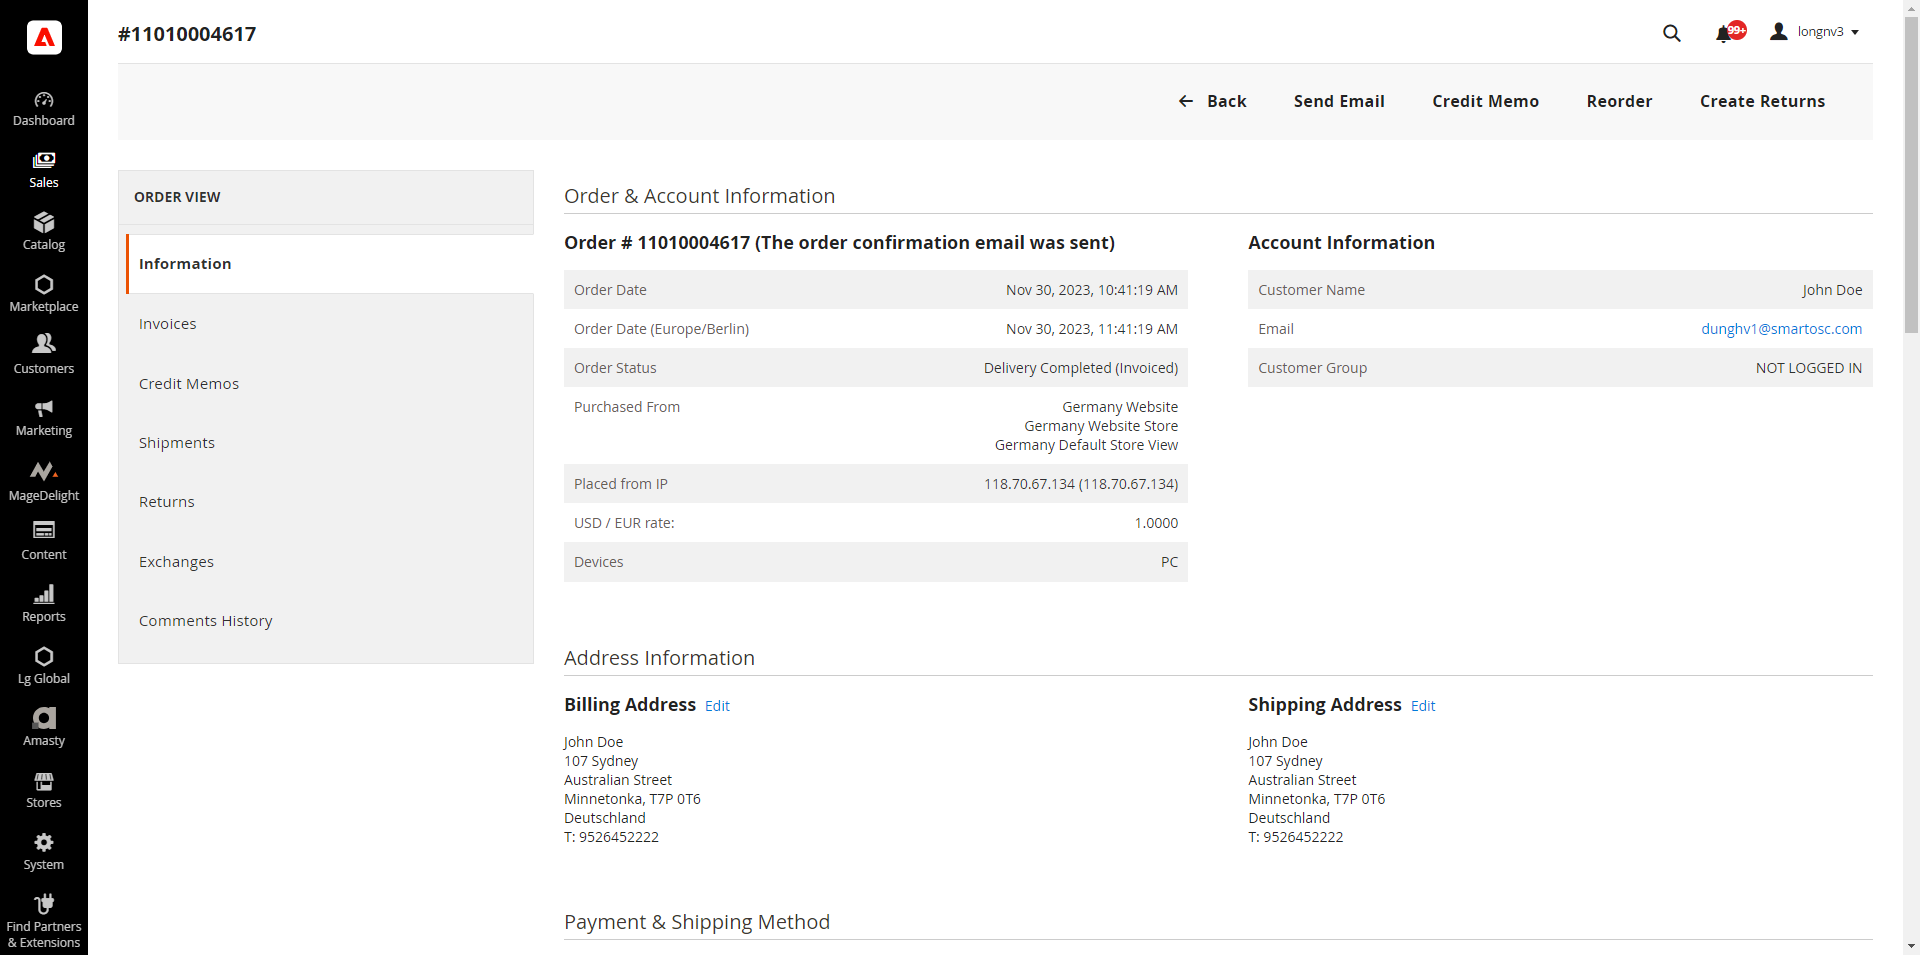 #11010004617
99+
longnv3
Back
Send Email
Credit Memo
Reorder
Create Returns
Dashboard
Sales
Catalog
Marketplace
Customers
Marketing
MageDelight
Content
Reports
Lg Global
Amasty
Stores
System
Find Partners
& Extensions
ORDER VIEW
Information
Invoices
Credit Memos
Shipments
Returns
Exchanges
Comments History
Order & Account Information
Order # 11010004617 (The order confirmation email was sent)
Order Date Nov 30, 2023, 10:41:19 AM
Order Date (Europe/Berlin) Nov 30, 2023, 11:41:19 AM
Order Status Delivery Completed (Invoiced)
Purchased From Germany Website
Germany Website Store
Germany Default Store View
Placed from IP 118.70.67.134 (118.70.67.134)
USD / EUR rate: 1.0000
Devices PC
Account Information
Customer Name John Doe
Email dunghv1@smartosc.com
Customer Group NOT LOGGED IN
Address Information
Billing Address Edit
John Doe
107 Sydney
Australian Street
Minnetonka, T7P 0T6
Deutschland
T: 9526452222
Shipping Address Edit
John Doe
107 Sydney
Australian Street
Minnetonka, T7P 0T6
Deutschland
T: 9526452222
Payment & Shipping Method